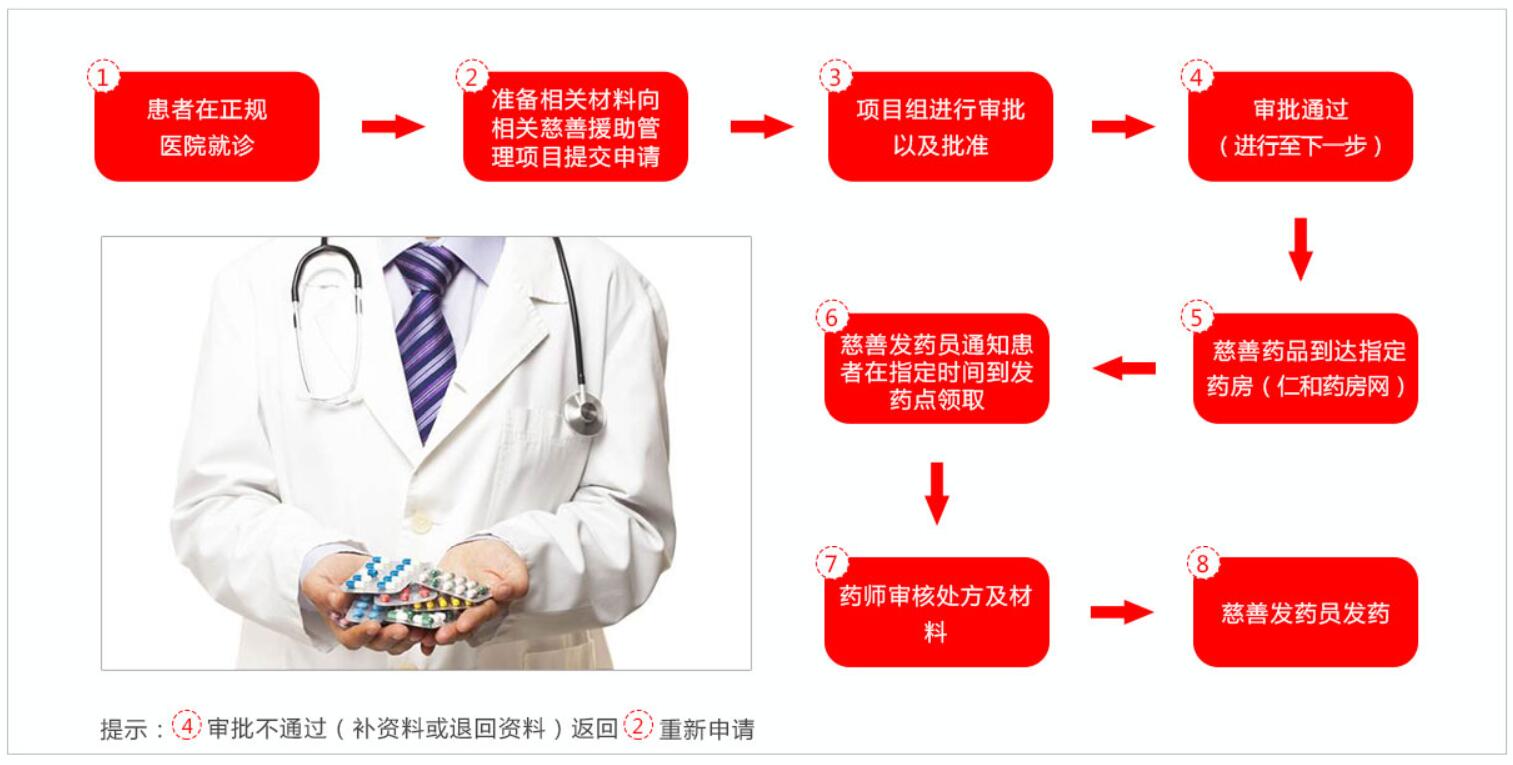 1
患者在正规
医院就诊
2
准备相关材料向
相关慈善援助管
理项目提交申请
3
项目组进行审批
以及批准
4
审批通过
（进行至下一步）
5
慈善药品到达指定
药房（仁和药房网）
6
慈善发药员通知患
者在指定时间到发
药点领取
7
药师审核处方及材
料
8
慈善发药员发药
提示：4审批不通过（补资料或退回资料）返回2重新申请